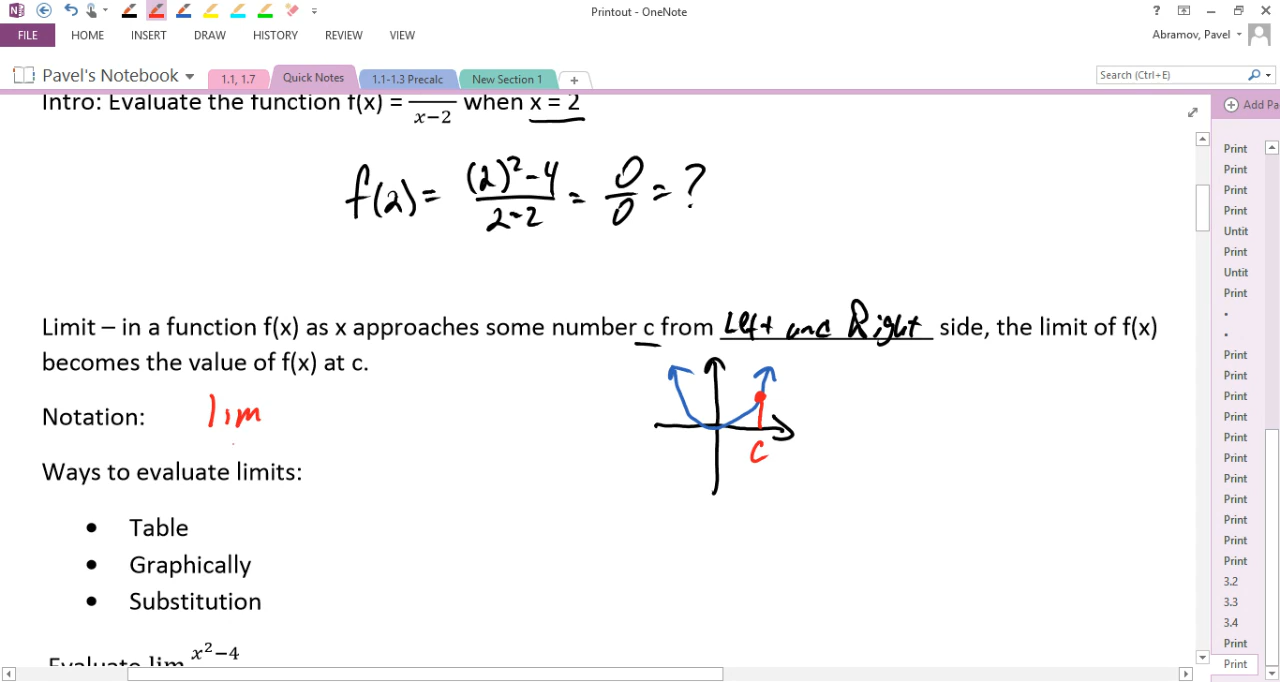 Printout - OneNote
?
FILE HOME INSERT DRAW HISTORY REVIEW VIEW
Abramov, Pavel
Pavel's Notebook
1.1, 1.7
Quick Notes
1.1-1.3 Precalc
New Section 1
+
Search (Ctrl+E)
Add Pa
Intro: Evaluate the function f(x) = /x−2 when x = 2
f(2) = (2)²-4/2-2 = 0/0 = ?
Limit – in a function f(x) as x approaches some number c from Left and Right side, the limit of f(x)
becomes the value of f(x) at c.
Notation: lim
c
Ways to evaluate limits:
• Table
• Graphically
• Substitution
Evaluate lim x²−4
Print
Print
Print
Print
Untit
Print
Untit
Print
.
.
Print
Print
Print
Print
Print
Print
Print
Print
Print
Print
Print
3.2
3.3
3.4
Print
Print